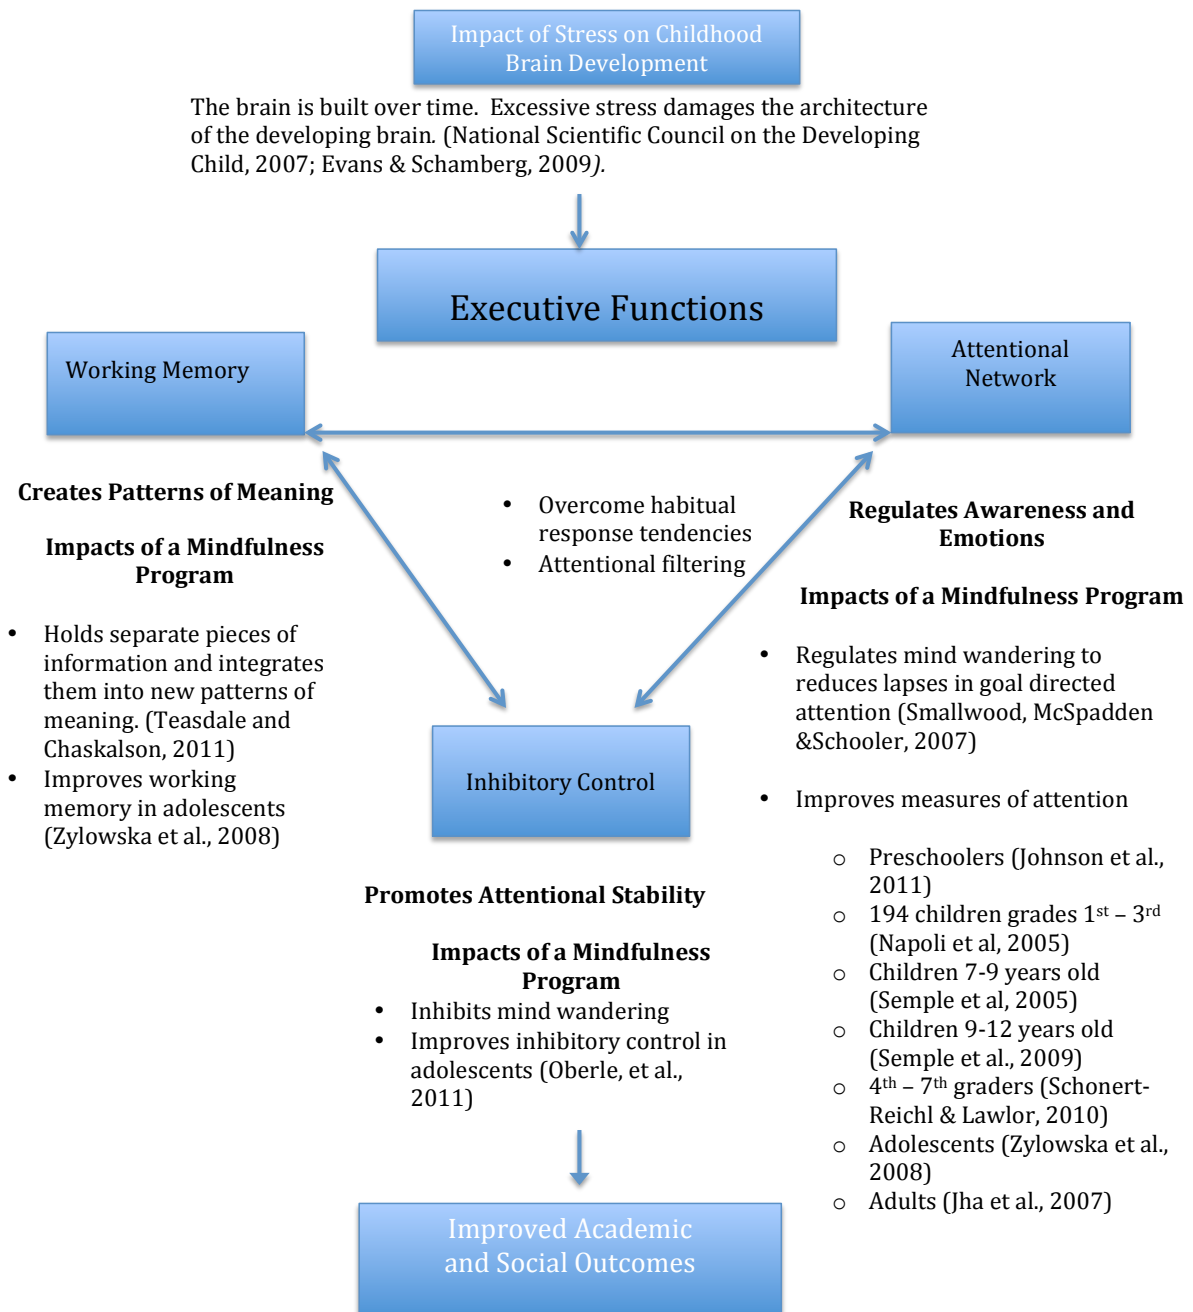 Impact of Stress on Childhood
Brain Development
The brain is built over time.  Excessive stress damages the architecture
of the developing brain. (National Scientific Council on the Developing
Child, 2007; Evans & Schamberg, 2009).
Executive Functions
Working Memory
Attentional
Network
Creates Patterns of Meaning
Impacts of a Mindfulness
Program
• Holds separate pieces of
information and integrates
them into new patterns of
meaning. (Teasdale and
Chaskalson, 2011)
• Improves working
memory in adolescents
(Zylowska et al., 2008)
• Overcome habitual
response tendencies
• Attentional filtering
Regulates Awareness and
Emotions
Impacts of a Mindfulness Program
• Regulates mind wandering to
reduces lapses in goal directed
attention (Smallwood, McSpadden
&Schooler, 2007)
• Improves measures of attention
o Preschoolers (Johnson et al.,
2011)
o 194 children grades 1st – 3rd
(Napoli et al, 2005)
o Children 7-9 years old
(Semple et al, 2005)
o Children 9-12 years old
(Semple et al., 2009)
o 4th – 7th graders (Schonert-
Reichl & Lawlor, 2010)
o Adolescents (Zylowska et al.,
2008)
o Adults (Jha et al., 2007)
Inhibitory Control
Promotes Attentional Stability
Impacts of a Mindfulness
Program
• Inhibits mind wandering
• Improves inhibitory control in
adolescents (Oberle, et al.,
2011)
Improved Academic
and Social Outcomes